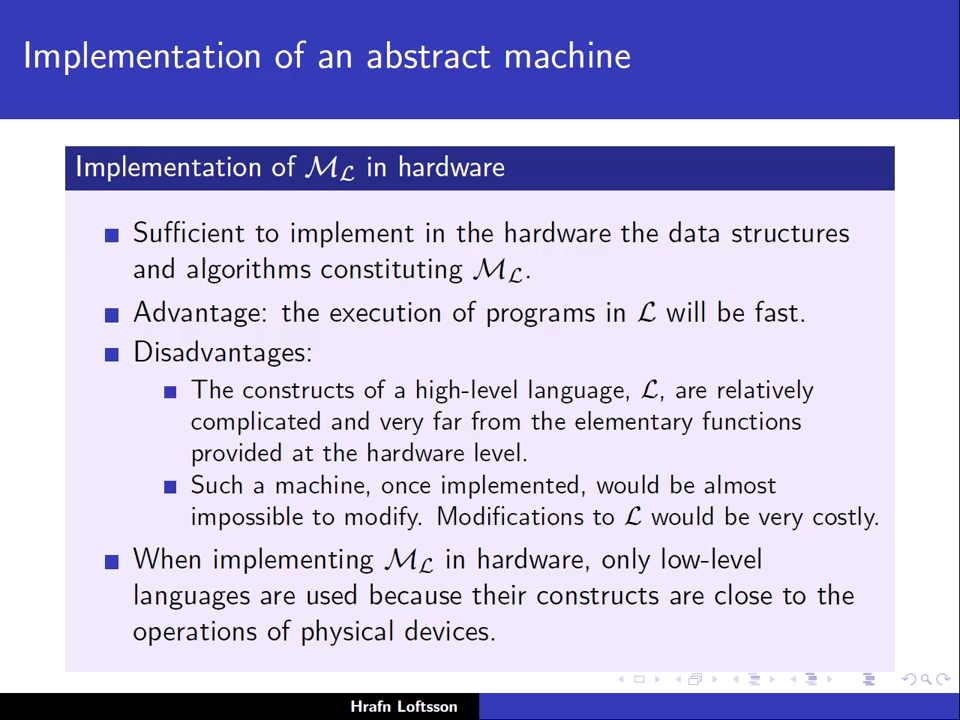 Implementation of an abstract machine
Implementation of ℳ_ℒ in hardware
Sufficient to implement in the hardware the data structures
and algorithms constituting ℳ_ℒ.
Advantage: the execution of programs in ℒ will be fast.
Disadvantages:
The constructs of a high-level language, ℒ, are relatively
complicated and very far from the elementary functions
provided at the hardware level.
Such a machine, once implemented, would be almost
impossible to modify. Modifications to ℒ would be very costly.
When implementing ℳ_ℒ in hardware, only low-level
languages are used because their constructs are close to the
operations of physical devices.
Hrafn Loftsson